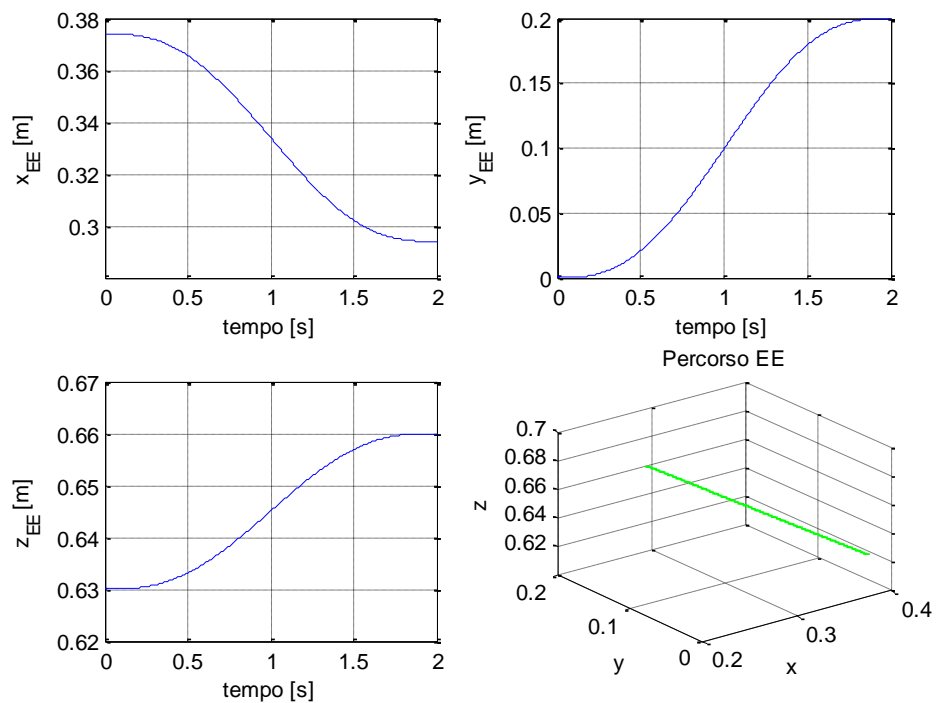 0.38
0.36
0.34
0.32
0.3
x_EE [m]
0 0.5 1 1.5 2
tempo [s]
0.2
0.15
0.1
0.05
0
y_EE [m]
0 0.5 1 1.5 2
tempo [s]
0.67
0.66
0.65
0.64
0.63
0.62
z_EE [m]
0 0.5 1 1.5 2
tempo [s]
Percorso EE
0.7
0.68
0.66
0.64
0.62
z
0.2
0.1
0
y
0.2
0.3
0.4
x